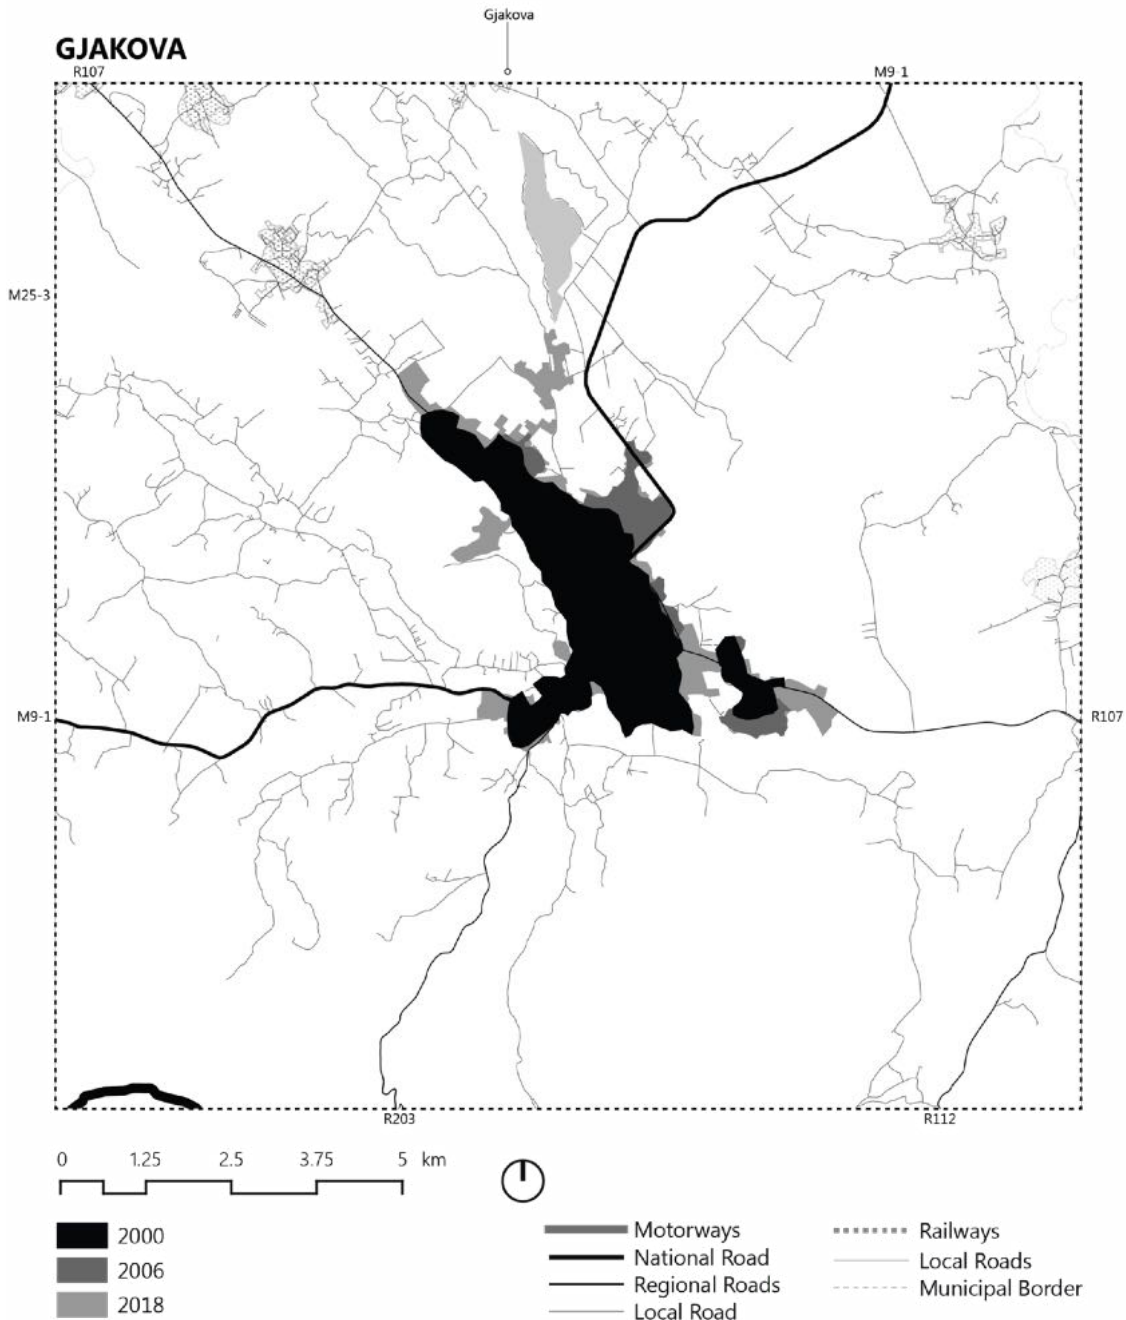 Gjakova
GJAKOVA
R107
M9-1
M25-3
M9-1
R107
R203
R112
0 1.25 2.5 3.75 5 km
2000
2006
2018
Motorways
National Road
Regional Roads
Local Road
Railways
Local Roads
Municipal Border